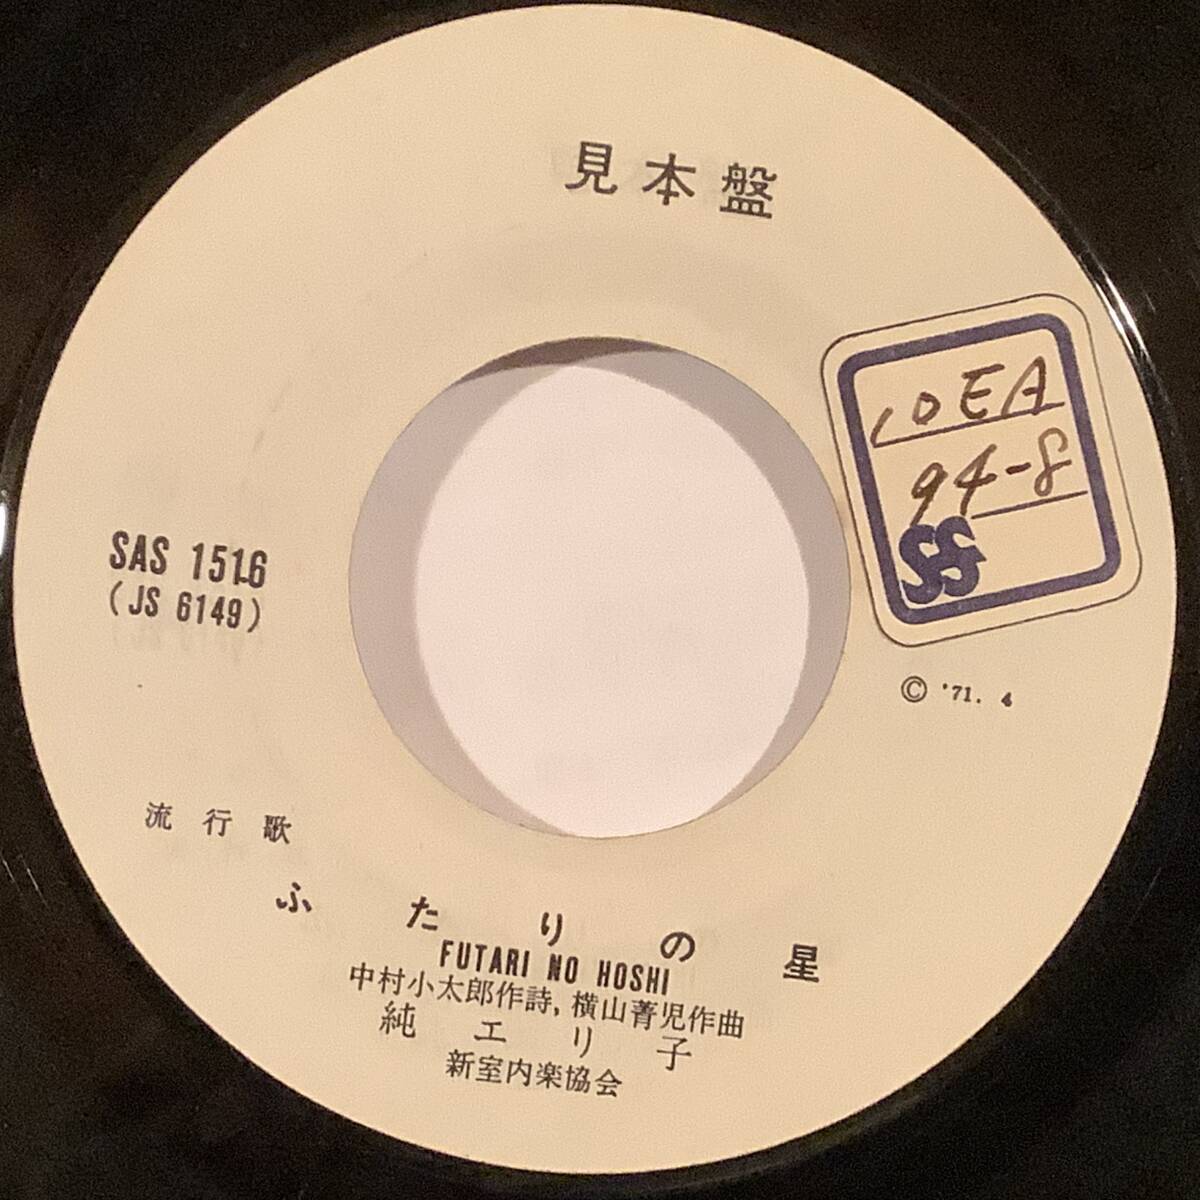 見本盤
IDEA
94-8
SS
SAS 1516
(JS 6149)
© '71. 4
流行歌
ふたりの星
FUTARI NO HOSHI
中村小太郎作詩, 横山菁児作曲
純エリ子
新室内楽協会